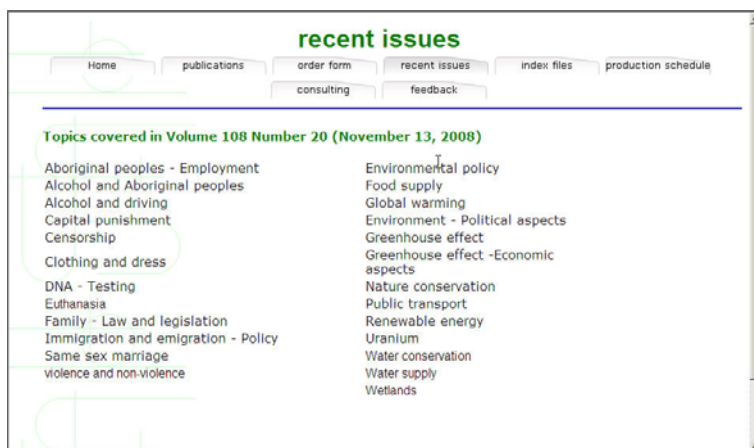 recent issues
Home publications order form recent issues index files production schedule
consulting feedback
Topics covered in Volume 108 Number 20 (November 13, 2008)
Aboriginal peoples - Employment
Alcohol and Aboriginal peoples
Alcohol and driving
Capital punishment
Censorship
Clothing and dress
DNA - Testing
Euthanasia
Family - Law and legislation
Immigration and emigration - Policy
Same sex marriage
violence and non-violence
Environmental policy
Food supply
Global warming
Environment - Political aspects
Greenhouse effect
Greenhouse effect -Economic
aspects
Nature conservation
Public transport
Renewable energy
Uranium
Water conservation
Water supply
Wetlands